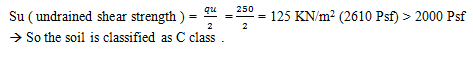 Su ( undrained shear strength ) = qu/2 = 250/2 = 125 KN/m² (2610 Psf) > 2000 Psf
→ So the soil is classified as C class .